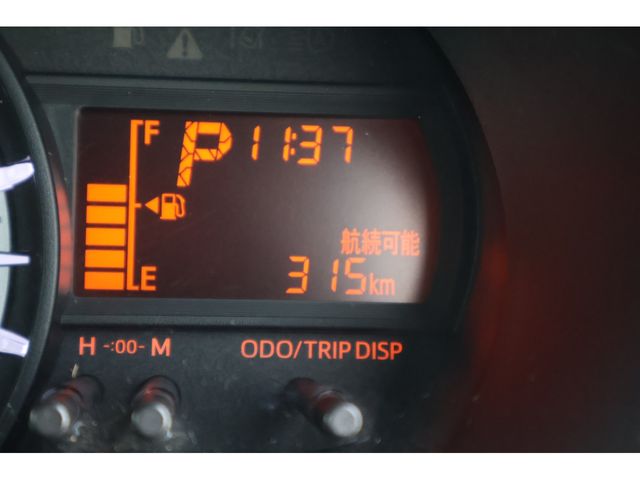 F P 11:37
航続可能
E 315km
H -:00- M ODO/TRIP DISP